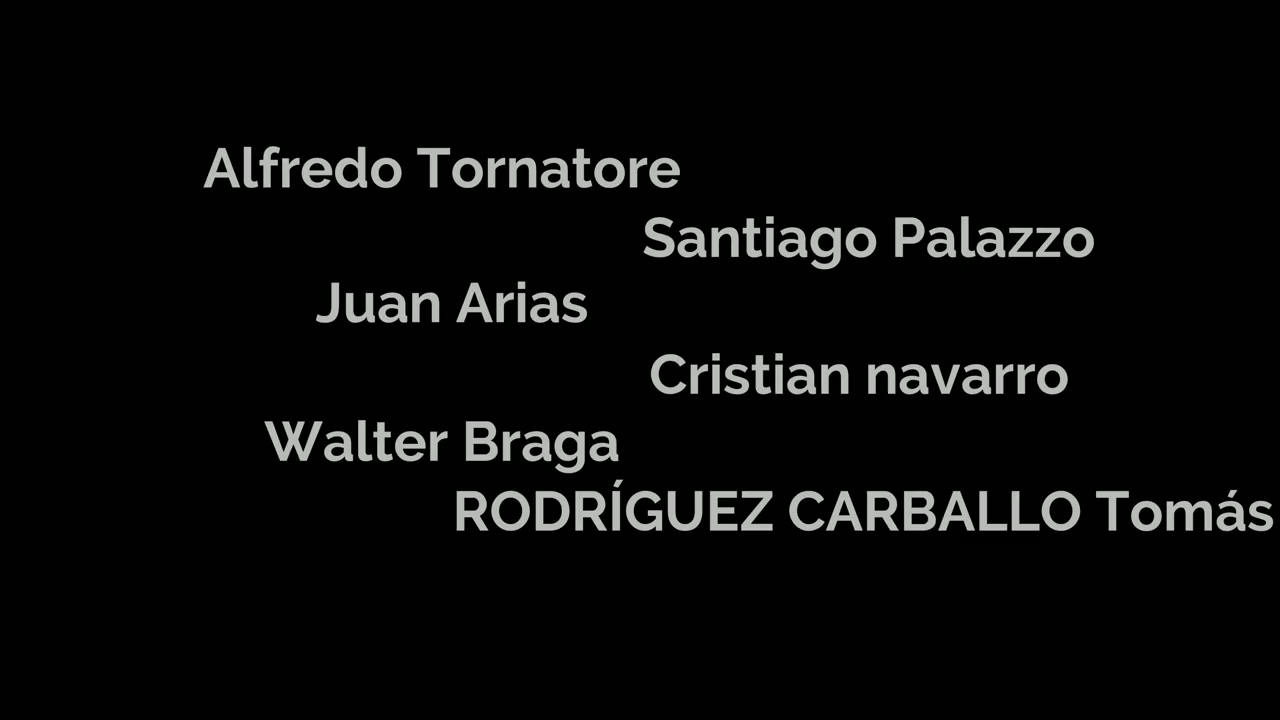 Alfredo Tornatore
Santiago Palazzo
Juan Arias
Cristian navarro
Walter Braga
RODRÍGUEZ CARBALLO Tomás